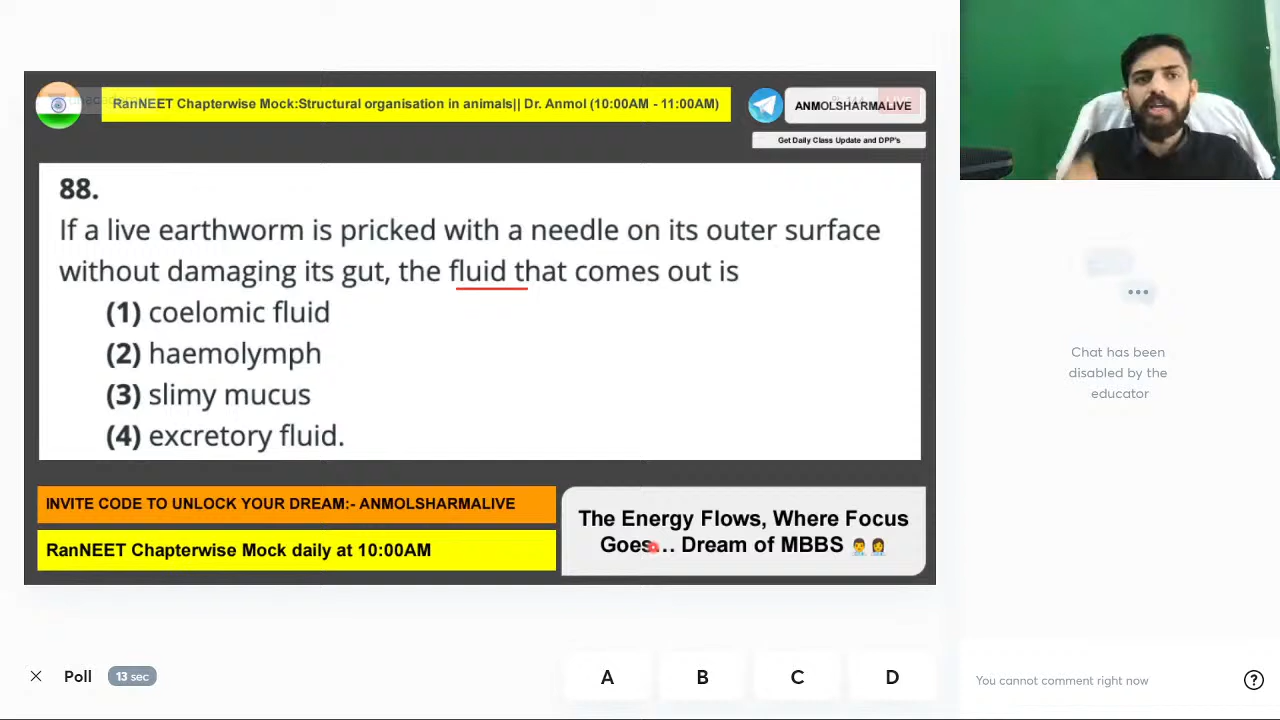 RanNEET Chapterwise Mock:Structural organisation in animals|| Dr. Anmol (10:00AM - 11:00AM)
ANMOLSHARMALIVE
Get Daily Class Update and DPP's
88.
If a live earthworm is pricked with a needle on its outer surface
without damaging its gut, the fluid that comes out is
(1) coelomic fluid
(2) haemolymph
(3) slimy mucus
(4) excretory fluid.
INVITE CODE TO UNLOCK YOUR DREAM:- ANMOLSHARMALIVE
RanNEET Chapterwise Mock daily at 10:00AM
The Energy Flows, Where Focus
Goes... Dream of MBBS
Chat has been
disabled by the
educator
Poll 13 sec
A B C D
You cannot comment right now